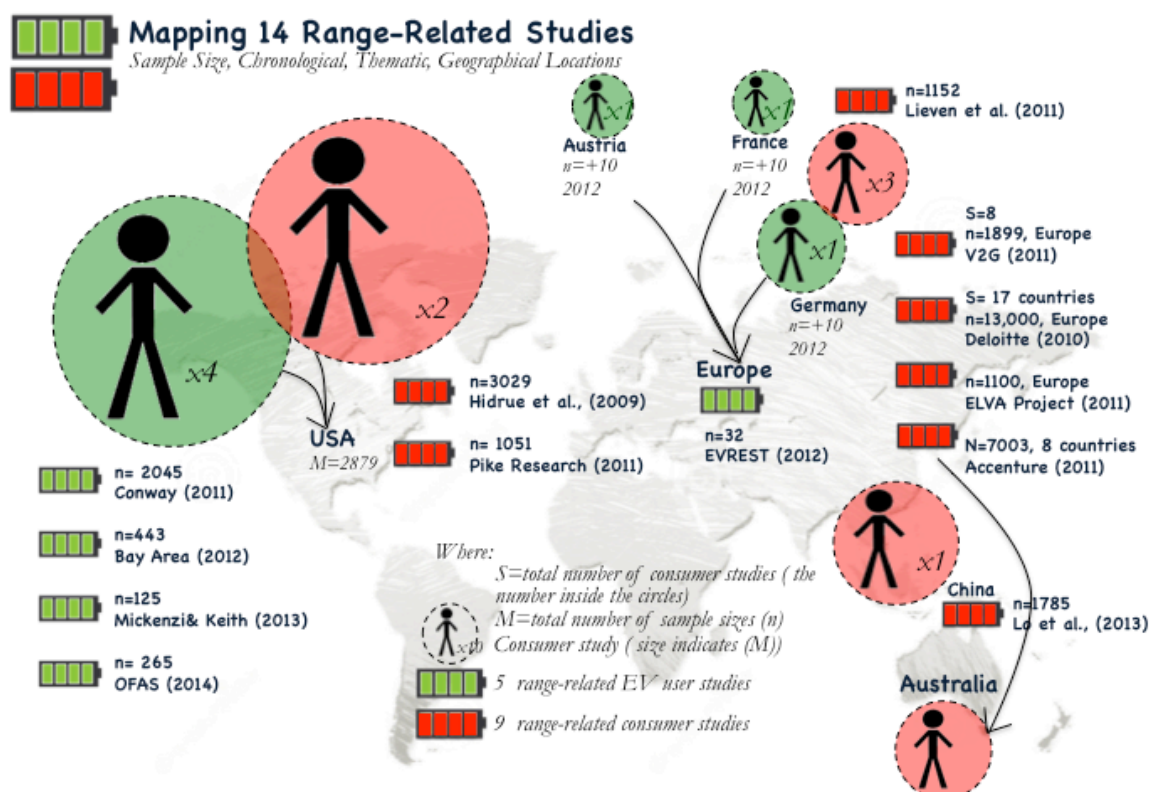 Mapping 14 Range-Related Studies
Sample Size, Chronological, Thematic, Geographical Locations
x1
Austria
n=+10
2012
x1
France
n=+10
2012
n=1152
Lieven et al. (2011)
x3
x1
Germany
n=+10
2012
S=8
n=1899, Europe
V2G (2011)
S= 17 countries
n=13,000, Europe
Deloitte (2010)
n=1100, Europe
ELVA Project (2011)
N=7003, 8 countries
Accenture (2011)
x2
x4
USA
M=2879
n=3029
Hidrue et al., (2009)
n= 1051
Pike Research (2011)
Europe
n=32
EVREST (2012)
n= 2045
Conway (2011)
n=443
Bay Area (2012)
n=125
Mickenzi& Keith (2013)
n= 265
OFAS (2014)
x1
China
n=1785
Lo et al., (2013)
Australia
Where:
S=total number of consumer studies ( the
number inside the circles)
M=total number of sample sizes (n)
x10
Consumer study ( size indicates (M))
5 range-related EV user studies
9 range-related consumer studies